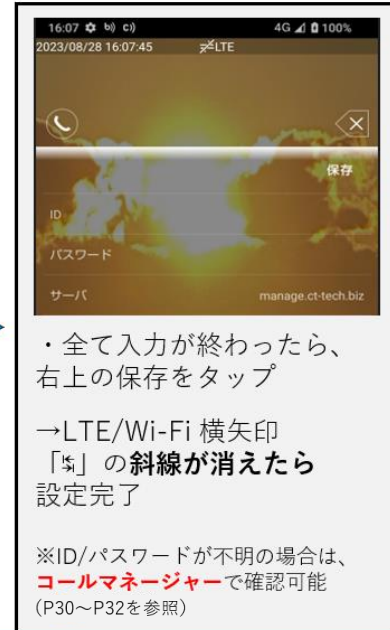 16:07 b)) c)) 4G 100%
2023/08/28 16:07:45 LTE
保存
ID
パスワード
サーバ manage.ct-tech.biz
・全て入力が終わったら、
右上の保存をタップ
→LTE/Wi-Fi 横矢印
「↹」の斜線が消えたら
設定完了
※ID/パスワードが不明の場合は、
コールマネージャーで確認可能
(P30～P32を参照)